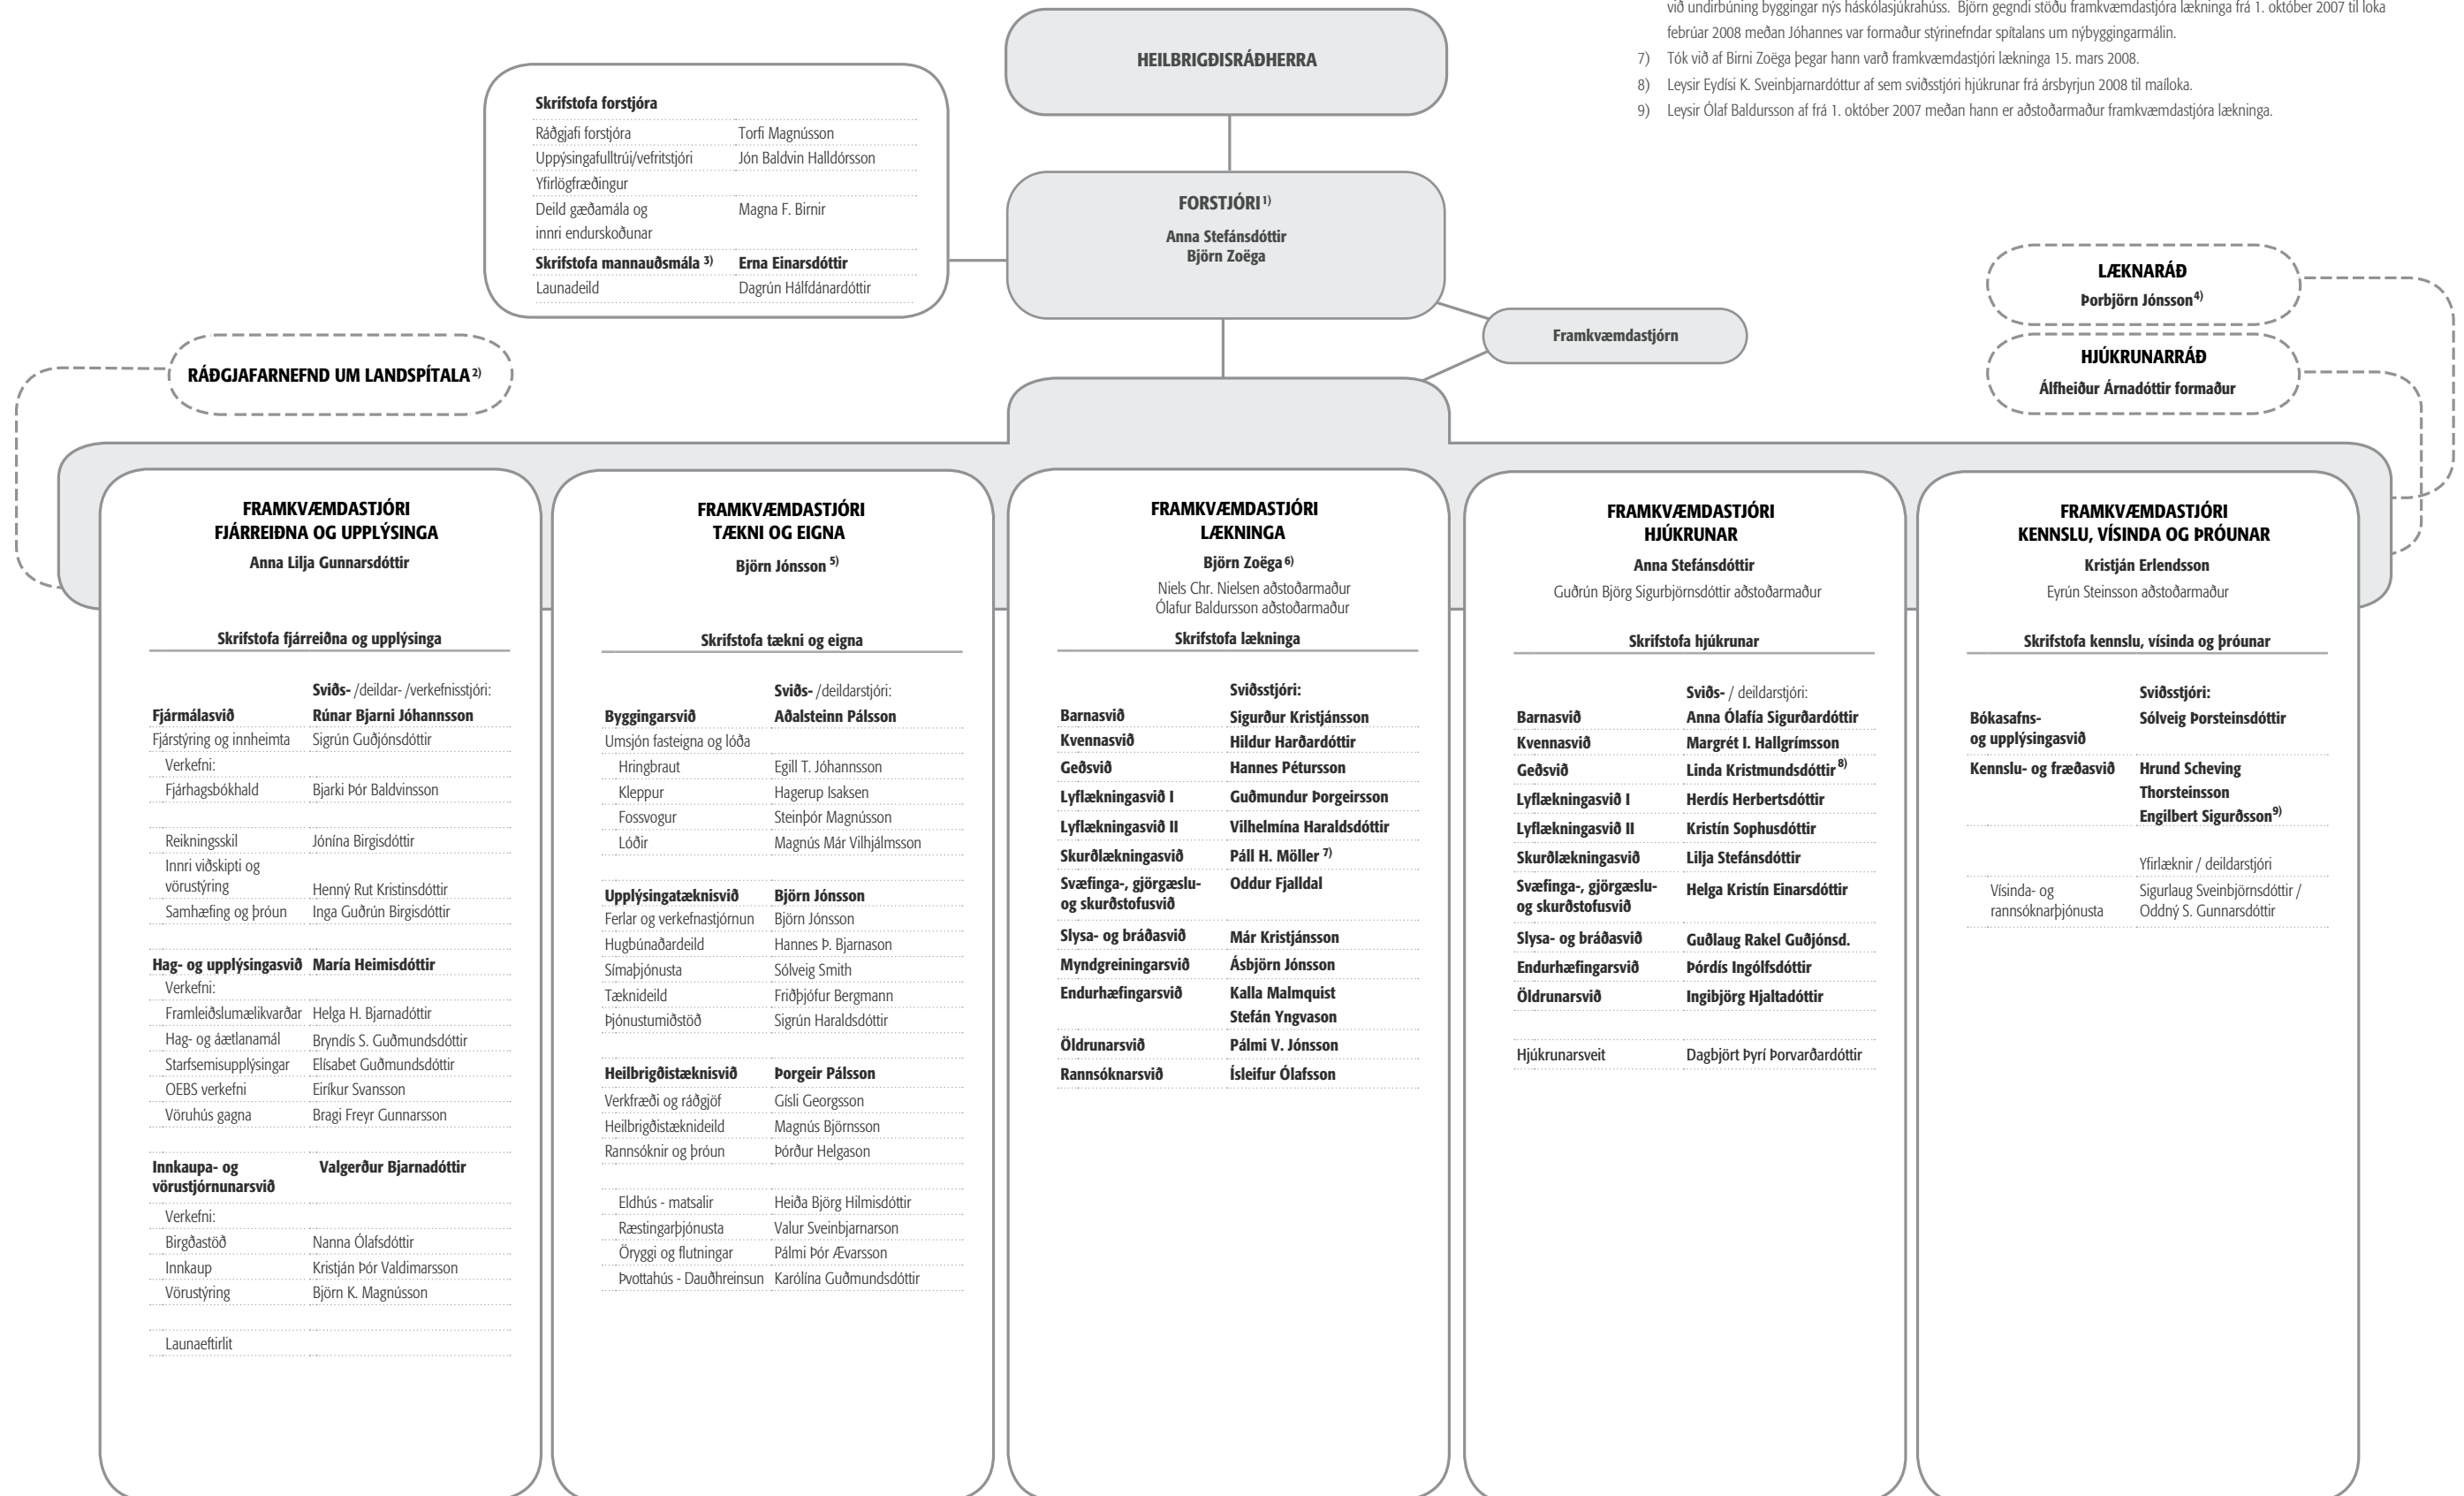 við undirbúning byggingar nýs háskólasjúkrahúss. Björn gegndi stöðu framkvæmdastjóra lækninga frá 1. október 2007 til loka
febrúar 2008 meðan Jóhannes var formaður stýrinefndar spítalans um nýbyggingarmálin.
7) Tók við af Birni Zoëga þegar hann varð framkvæmdastjóri lækninga 15. mars 2008.
8) Leysir Eydísi K. Sveinbjarnardóttur af sem sviðsstjóri hjúkrunar frá ársbyrjun 2008 til maíloka.
9) Leysir Ólaf Baldursson af frá 1. október 2007 meðan hann er aðstoðarmaður framkvæmdastjóra lækninga.
HEILBRIGÐISRÁÐHERRA
Skrifstofa forstjóra
Ráðgjafi forstjóra Torfi Magnússon
Uppýsingafulltrúi/vefritstjóri Jón Baldvin Halldórsson
Yfirlögfræðingur
Deild gæðamála og Magna F. Birnir
innri endurskoðunar
Skrifstofa mannauðsmála 3) Erna Einarsdóttir
Launadeild Dagrún Hálfdánardóttir
FORSTJÓRI 1)
Anna Stefánsdóttir
Björn Zoëga
Framkvæmdastjórn
LÆKNARÁÐ
Þorbjörn Jónsson 4)
HJÚKRUNARRÁÐ
Álfheiður Árnadóttir formaður
RÁÐGJAFARNEFND UM LANDSPÍTALA 2)
FRAMKVÆMDASTJÓRI
FJÁRREIÐNA OG UPPLÝSINGA
Anna Lilja Gunnarsdóttir
Skrifstofa fjárreiðna og upplýsinga
Sviðs- /deildar- /verkefnisstjóri:
Fjármálasvið Rúnar Bjarni Jóhannsson
Fjárstýring og innheimta Sigrún Guðjónsdóttir
Verkefni:
Fjárhagsbókhald Bjarki Þór Baldvinsson
Reikningsskil Jónína Birgisdóttir
Innri viðskipti og
vörustýring Henný Rut Kristinsdóttir
Samhæfing og þróun Inga Guðrún Birgisdóttir
Hag- og upplýsingasvið María Heimisdóttir
Verkefni:
Framleiðslumælikvarðar Helga H. Bjarnadóttir
Hag- og áætlanamál Bryndís S. Guðmundsdóttir
Starfsemisupplýsingar Elísabet Guðmundsdóttir
OEBS verkefni Eiríkur Svansson
Vöruhús gagna Bragi Freyr Gunnarsson
Innkaupa- og Valgerður Bjarnadóttir
vörustjórnunarsvið
Verkefni:
Birgðastöð Nanna Ólafsdóttir
Innkaup Kristján Þór Valdimarsson
Vörustýring Björn K. Magnússon
Launaeftirlit
FRAMKVÆMDASTJÓRI
TÆKNI OG EIGNA
Björn Jónsson 5)
Skrifstofa tækni og eigna
Sviðs- /deildarstjóri:
Byggingarsvið Aðalsteinn Pálsson
Umsjón fasteigna og lóða
Hringbraut Egill T. Jóhannsson
Kleppur Hagerup Isaksen
Fossvogur Steinþór Magnússon
Lóðir Magnús Már Vilhjálmsson
Upplýsingatæknisvið Björn Jónsson
Ferlar og verkefnastjórnun Björn Jónsson
Hugbúnaðardeild Hannes Þ. Bjarnason
Símaþjónusta Sólveig Smith
Tæknideild Friðþjófur Bergmann
Þjónustumiðstöð Sigrún Haraldsdóttir
Heilbrigðistæknisvið Þorgeir Pálsson
Verkfræði og ráðgjöf Gísli Georgsson
Heilbrigðistæknideild Magnús Björnsson
Rannsóknir og þróun Þórður Helgason
Eldhús - matsalir Heiða Björg Hilmisdóttir
Ræstingarþjónusta Valur Sveinbjarnarson
Öryggi og flutningar Pálmi Þór Ævarsson
Þvottahús - Dauðhreinsun Karólína Guðmundsdóttir
FRAMKVÆMDASTJÓRI
LÆKNINGA
Björn Zoëga 6)
Niels Chr. Nielsen aðstoðarmaður
Ólafur Baldursson aðstoðarmaður
Skrifstofa lækninga
Sviðsstjóri:
Barnasvið Sigurður Kristjánsson
Kvennasvið Hildur Harðardóttir
Geðsvið Hannes Pétursson
Lyflækningasvið I Guðmundur Þorgeirsson
Lyflækningasvið II Vilhelmína Haraldsdóttir
Skurðlækningasvið Páll H. Möller 7)
Svæfinga-, gjörgæslu- Oddur Fjalldal
og skurðstofusvið
Slysa- og bráðasvið Már Kristjánsson
Myndgreiningarsvið Ásbjörn Jónsson
Endurhæfingarsvið Kalla Malmquist
Stefán Yngvason
Öldrunarsvið Pálmi V. Jónsson
Rannsóknarsvið Ísleifur Ólafsson
FRAMKVÆMDASTJÓRI
HJÚKRUNAR
Anna Stefánsdóttir
Guðrún Björg Sigurbjörnsdóttir aðstoðarmaður
Skrifstofa hjúkrunar
Sviðs- / deildarstjóri:
Barnasvið Anna Ólafía Sigurðardóttir
Kvennasvið Margrét I. Hallgrímsson
Geðsvið Linda Kristmundsdóttir 8)
Lyflækningasvið I Herdís Herbertsdóttir
Lyflækningasvið II Kristín Sophusdóttir
Skurðlækningasvið Lilja Stefánsdóttir
Svæfinga-, gjörgæslu- Helga Kristín Einarsdóttir
og skurðstofusvið
Slysa- og bráðasvið Guðlaug Rakel Guðjónsd.
Endurhæfingarsvið Þórdís Ingólfsdóttir
Öldrunarsvið Ingibjörg Hjaltadóttir
Hjúkrunarsveit Dagbjört Þyrí Þorvarðardóttir
FRAMKVÆMDASTJÓRI
KENNSLU, VÍSINDA OG ÞRÓUNAR
Kristján Erlendsson
Eyrún Steinsson aðstoðarmaður
Skrifstofa kennslu, vísinda og þróunar
Sviðsstjóri:
Bókasafns- Sólveig Þorsteinsdóttir
og upplýsingasvið
Kennslu- og fræðasvið Hrund Scheving
Thorsteinsson
Engilbert Sigurðsson 9)
Yfirlæknir / deildarstjóri
Vísinda- og Sigurlaug Sveinbjörnsdóttir /
rannsóknarþjónusta Oddný S. Gunnarsdóttir